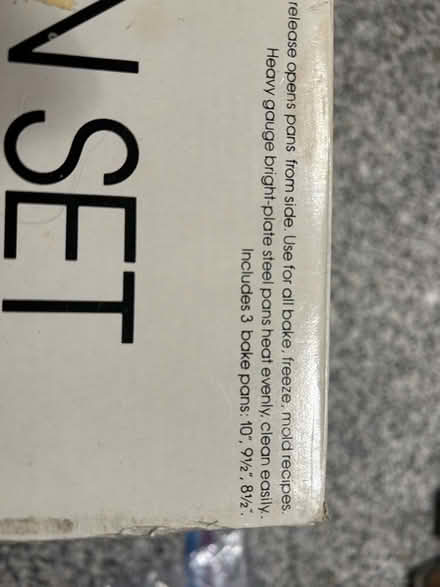 N SET
release opens pans from side. Use for all bake, freeze, mold recipes.
Heavy gauge bright-plate steel pans heat evenly, clean easily.
Includes 3 bake pans: 10", 9½", 8½".